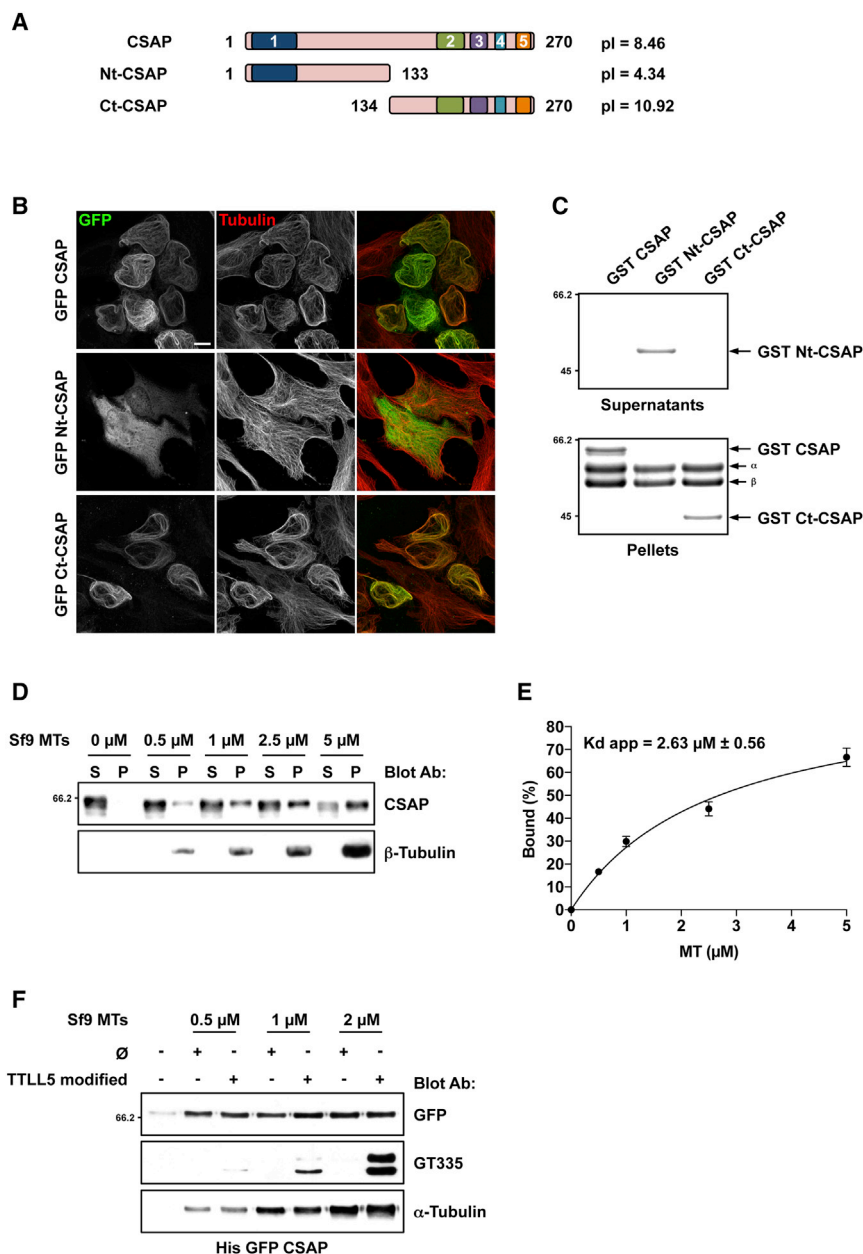 A
CSAP 1 1 2 3 4 5 270 pI = 8.46
Nt-CSAP 1 133 pI = 4.34
Ct-CSAP 134 270 pI = 10.92
B
GFP Tubulin
GFP CSAP
GFP Nt-CSAP
GFP Ct-CSAP
C
GST CSAP
GST Nt-CSAP
GST Ct-CSAP
66.2
GST Nt-CSAP
45
Supernatants
66.2
GST CSAP
α
β
45
GST Ct-CSAP
Pellets
D
Sf9 MTs 0 µM 0.5 µM 1 µM 2.5 µM 5 µM
S P S P S P S P S P Blot Ab:
66.2 CSAP
β-Tubulin
E
Kd app = 2.63 µM ± 0.56
Bound (%)
80
70
60
50
40
30
20
10
0
0 1 2 3 4 5
MT (µM)
F
Sf9 MTs 0.5 µM 1 µM 2 µM
Ø - + - + - + -
TTLL5 modified - - + - + - + Blot Ab:
66.2 GFP
GT335
α-Tubulin
His GFP CSAP